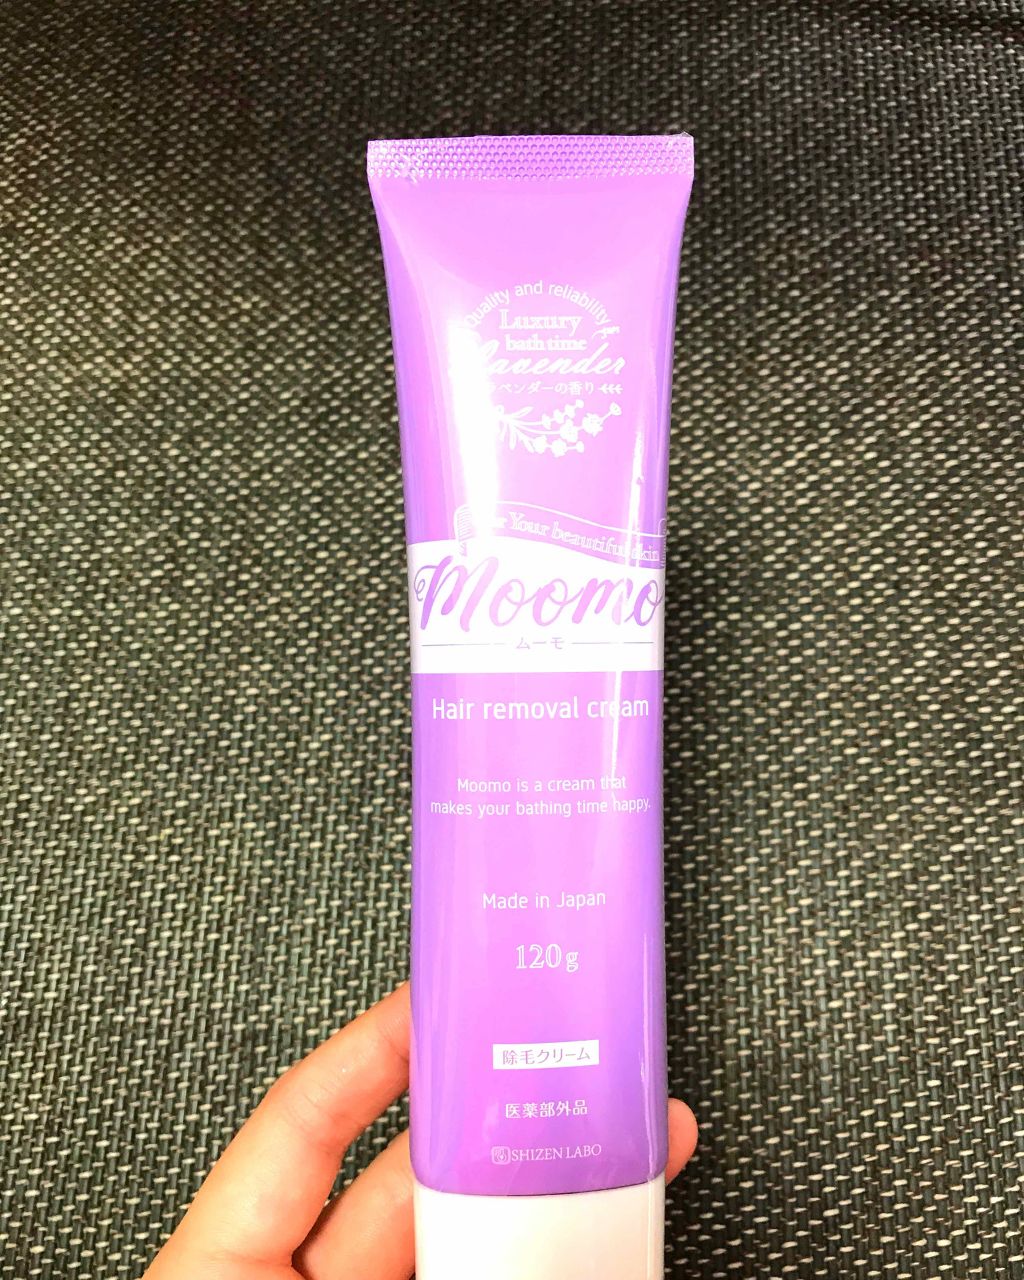 Quality and reliability
Luxury
bath time
Lavender
ラベンダーの香り
Your beautiful skin
Moomo
ムーモ
Hair removal cream
Moomo is a cream that
makes your bathing time happy.
Made in Japan
120g
除毛クリーム
医薬部外品
SHIZEN LABO